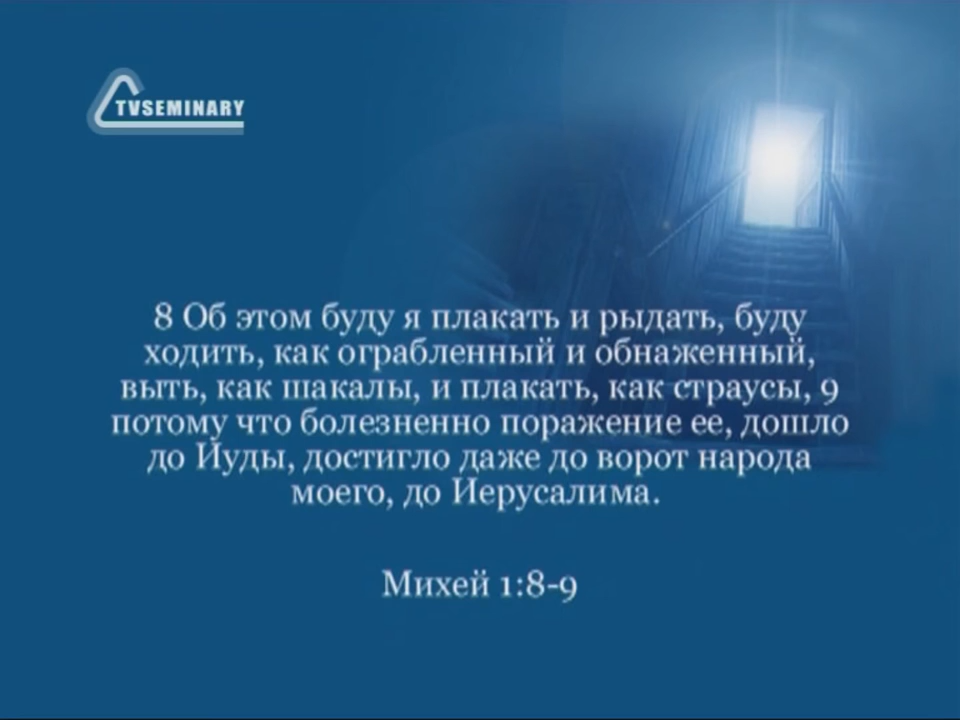 TVSEMINARY
8 Об этом буду я плакать и рыдать, буду
ходить, как ограбленный и обнаженный,
выть, как шакалы, и плакать, как страусы, 9
потому что болезненно поражение ее, дошло
до Иуды, достигло даже до ворот народа
моего, до Иерусалима.
Михей 1:8-9